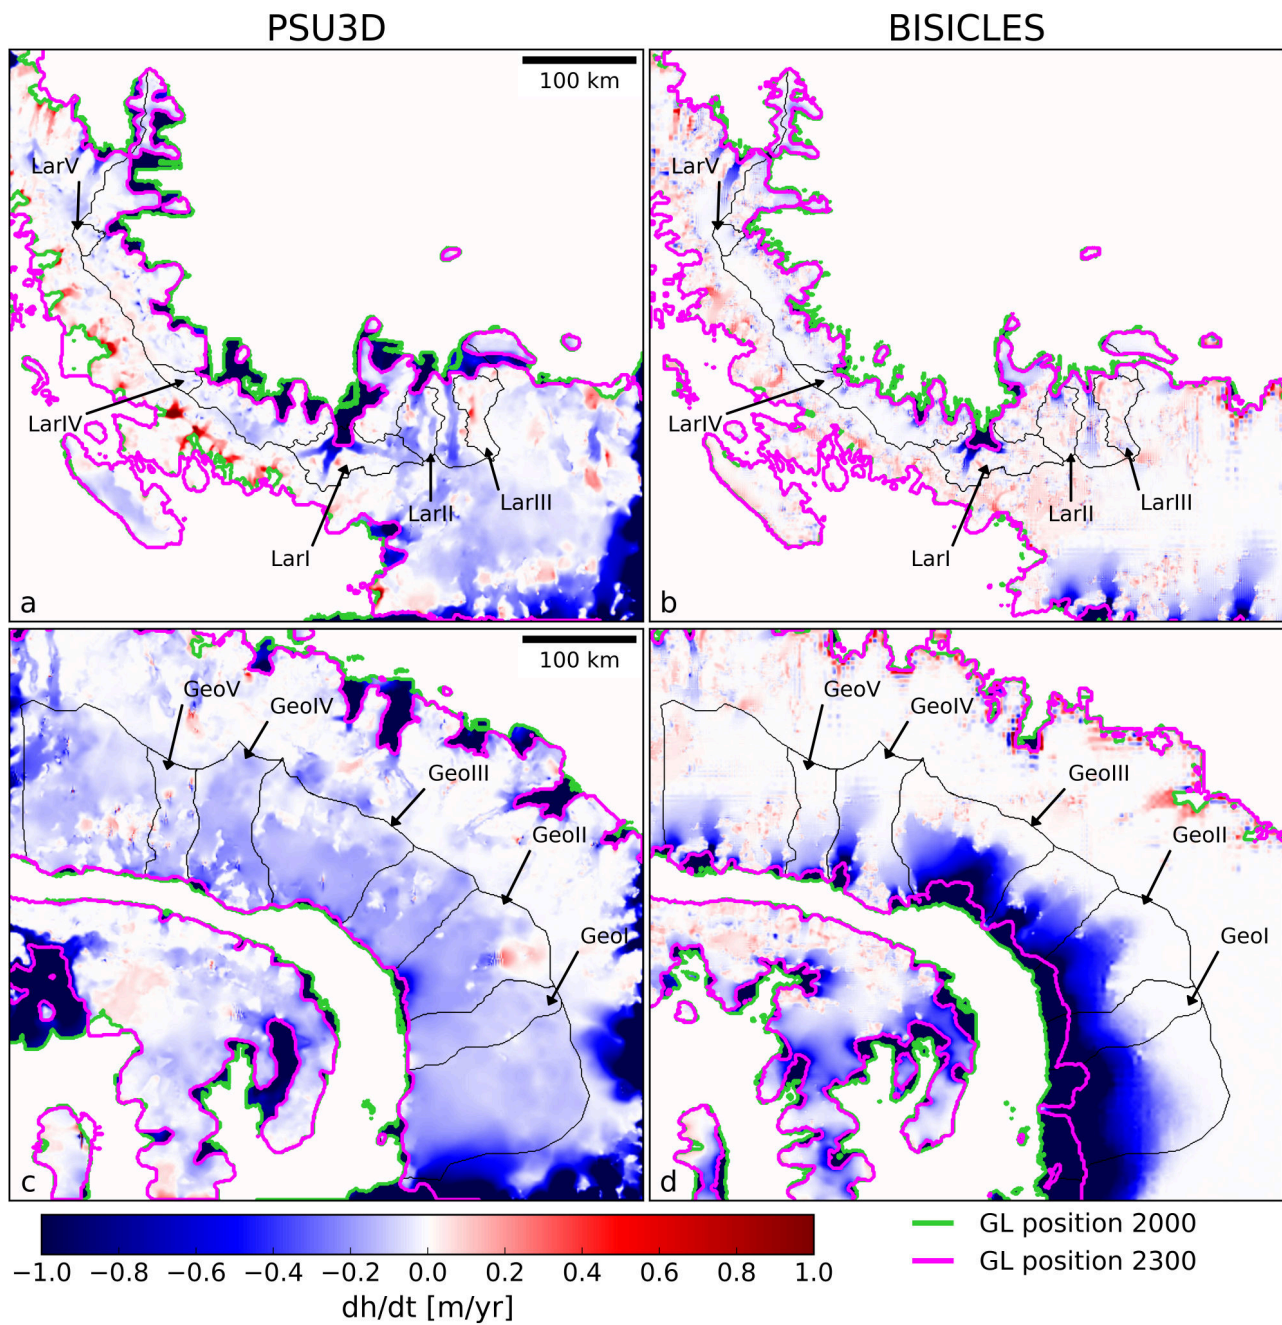 PSU3D
BISICLES
100 km
LarV
LarV
LarIV
LarIV
LarIII
LarII
LarI
LarIII
LarII
LarI
a
b
100 km
GeoV
GeoIV
GeoIII
GeoII
GeoI
GeoV
GeoIV
GeoIII
GeoII
GeoI
c
d
−1.0 −0.8 −0.6 −0.4 −0.2 0.0 0.2 0.4 0.6 0.8 1.0
dh/dt [m/yr]
GL position 2000
GL position 2300